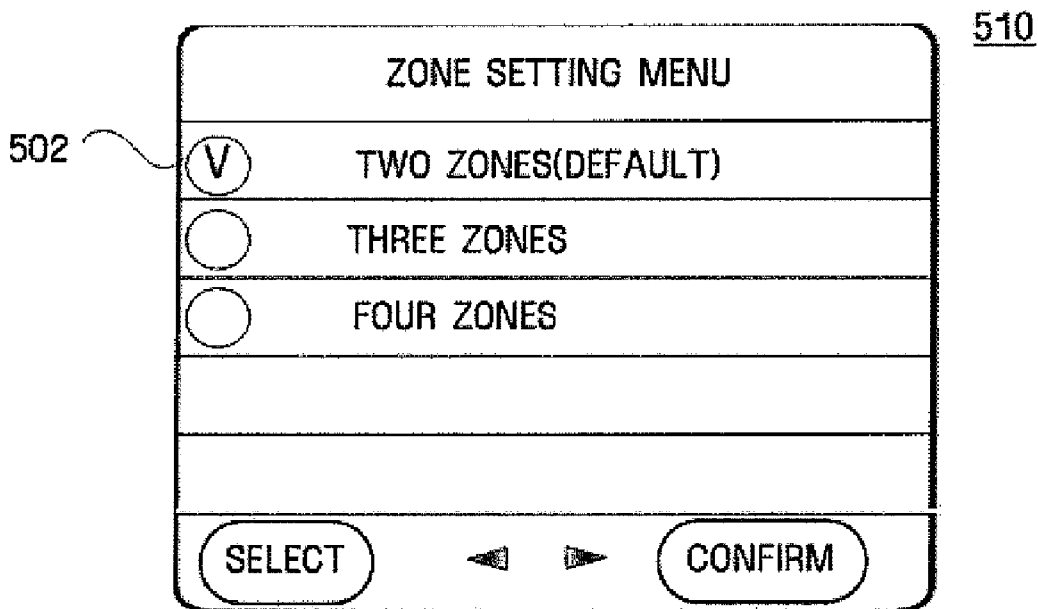 510
ZONE SETTING MENU
502
V TWO ZONES(DEFAULT)
THREE ZONES
FOUR ZONES
SELECT CONFIRM